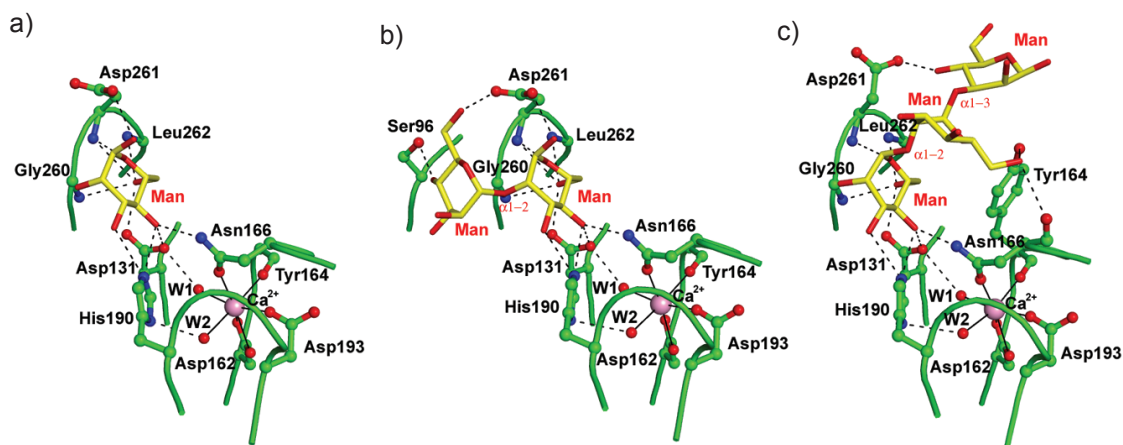 a)
Asp261
Leu262
Gly260
Man
Asn166
Asp131
Tyr164
W1
Ca²⁺
His190
W2
Asp193
Asp162
b)
Asp261
Ser96
Leu262
Gly260
α1–2
Man
Man
Asn166
Asp131
Tyr164
W1
Ca²⁺
His190
W2
Asp193
Asp162
c)
Man
Asp261
Man
α1–3
Leu262
α1–2
Gly260
Tyr164
Man
Asn166
Asp131
W1
Ca²⁺
His190
W2
Asp193
Asp162